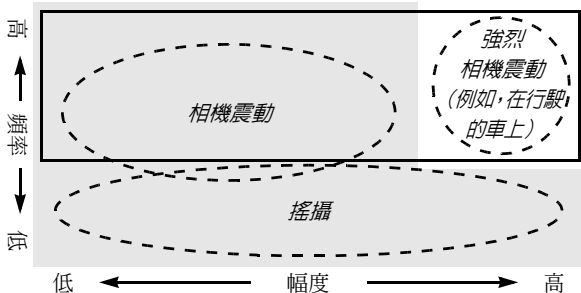 高
頻率
低
相機震動
強烈
相機震動
（例如，在行駛
的車上）
搖攝
低
幅度
高